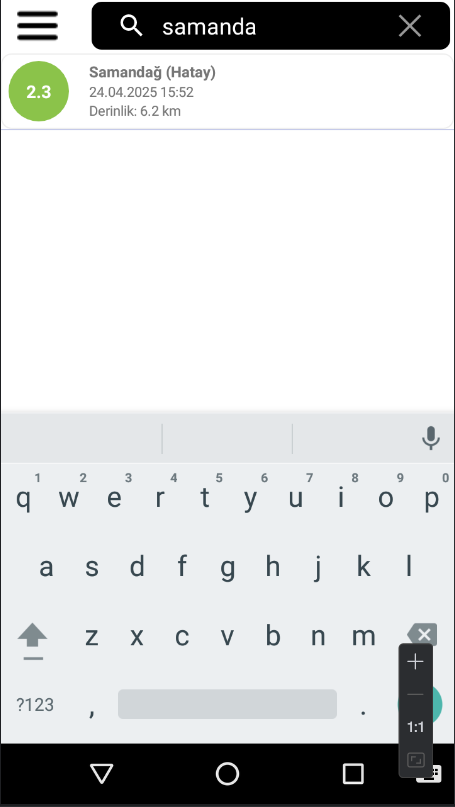 samanda
2.3
Samandağ (Hatay)
24.04.2025 15:52
Derinlik: 6.2 km
1 2 3 4 5 6 7 8 9 0
q w e r t y u i o p
a s d f g h j k l
z x c v b n m
?123 , .
1:1